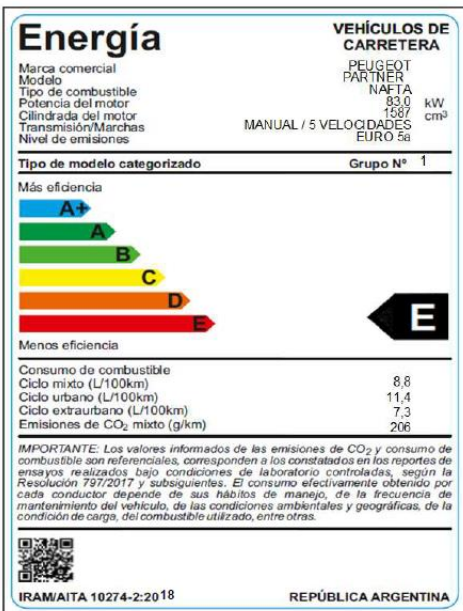 Energía
VEHÍCULOS DE
CARRETERA
Marca comercial PEUGEOT
Modelo PARTNER
Tipo de combustible NAFTA
Potencia del motor 83,0 kW
Cilindrada del motor 1587 cm³
Transmisión/Marchas MANUAL / 5 VELOCIDADES
Nivel de emisiones EURO 5a
Tipo de modelo categorizado Grupo Nº 1
Más eficiencia
A+
A
B
C
D
E
E
Menos eficiencia
Consumo de combustible
Ciclo mixto (L/100km) 8,8
Ciclo urbano (L/100km) 11,4
Ciclo extraurbano (L/100km) 7,3
Emisiones de CO₂ mixto (g/km) 206
IMPORTANTE: Los valores informados de las emisiones de CO₂ y consumo de
combustible son referenciales, corresponden a los constatados en los reportes de
ensayos realizados bajo condiciones de laboratorio controladas, según la
Resolución 797/2017 y subsiguientes. El consumo efectivamente obtenido por
cada conductor depende de sus hábitos de manejo, de la frecuencia de
mantenimiento del vehículo, de las condiciones ambientales y geográficas, de la
condición de carga, del combustible utilizado, entre otras.
IRAM/AITA 10274-2:2018
REPÚBLICA ARGENTINA